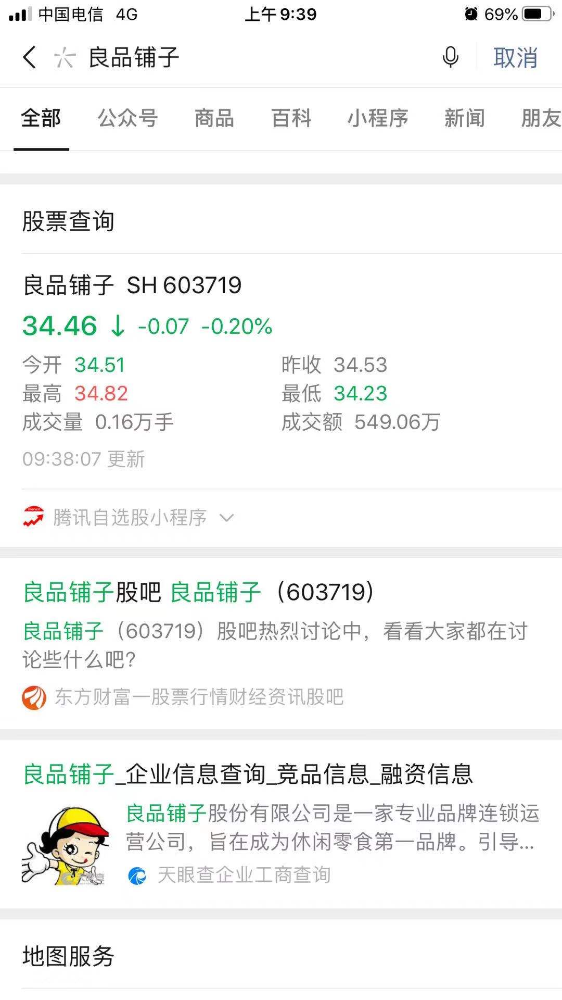 中国电信 4G 上午 9:39 69%
良品铺子 取消
全部 公众号 商品 百科 小程序 新闻 朋友
股票查询
良品铺子 SH 603719
34.46 ↓ -0.07 -0.20%
今开 34.51 昨收 34.53
最高 34.82 最低 34.23
成交量 0.16万手 成交额 549.06万
09:38:07 更新
Tencent 腾讯自选股小程序
良品铺子股吧 良品铺子（603719）
良品铺子（603719）股吧热烈讨论中，看看大家都在讨
论些什么吧?
东方财富一股票行情财经资讯股吧
良品铺子_企业信息查询_竞品信息_融资信息
良品铺子股份有限公司是一家专业品牌连锁运
营公司，旨在成为休闲零食第一品牌。引导...
天眼查企业工商查询
地图服务